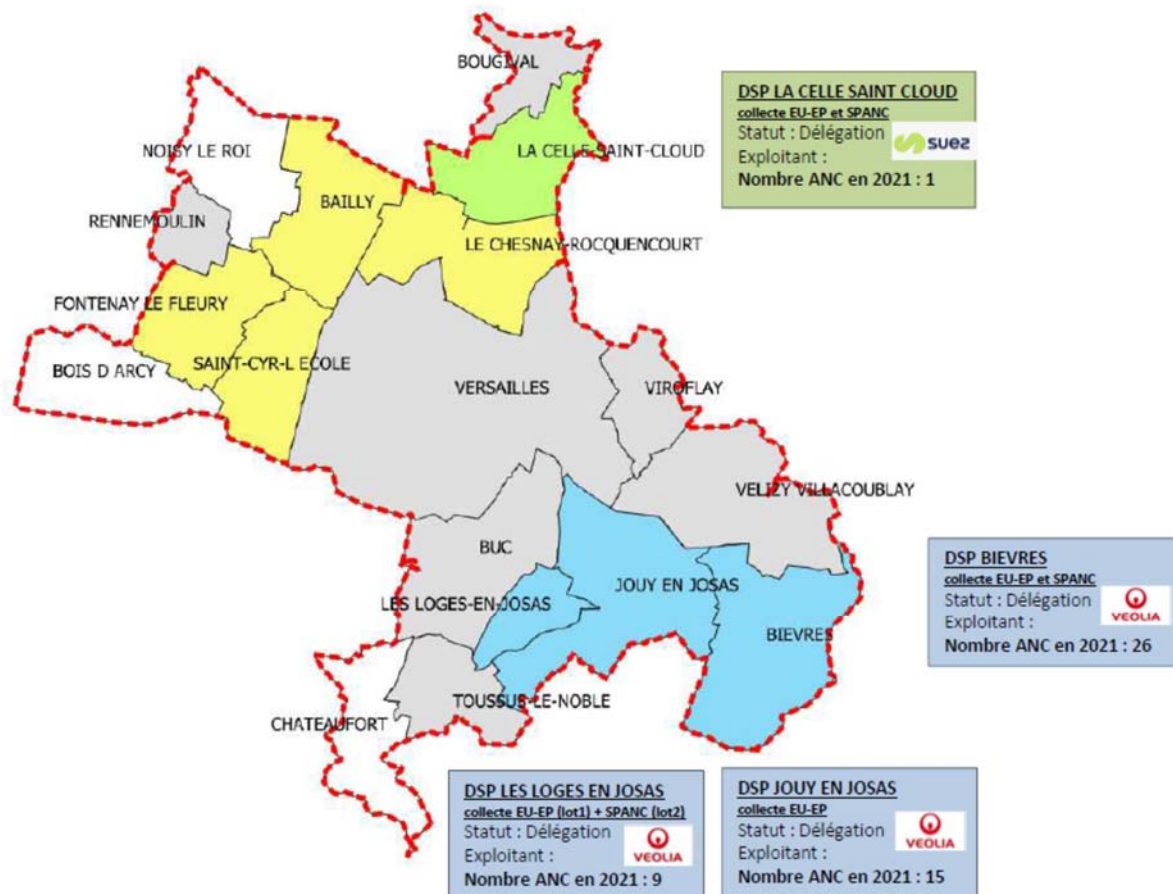 BOUGIVAL
DSP LA CELLE SAINT CLOUD
collecte EU-EP et SPANC
Statut : Délégation
Exploitant :
suez
Nombre ANC en 2021 : 1
NOISY LE ROI
LA CELLE-SAINT-CLOUD
BAILLY
RENNEMOULIN
LE CHESNAY-ROCQUENCOURT
FONTENAY LE FLEURY
SAINT-CYR-L ECOLE
BOIS D ARCY
VERSAILLES
VIROFLAY
VELIZY VILLACOUBLAY
BUC
JOUY EN JOSAS
LES LOGES-EN-JOSAS
BIEVRES
DSP BIEVRES
collecte EU-EP et SPANC
Statut : Délégation
Exploitant :
VEOLIA
Nombre ANC en 2021 : 26
TOUSSUS-LE-NOBLE
CHATEAUFORT
DSP LES LOGES EN JOSAS
collecte EU-EP (lot1) + SPANC (lot2)
Statut : Délégation
Exploitant :
VEOLIA
Nombre ANC en 2021 : 9
DSP JOUY EN JOSAS
collecte EU-EP
Statut : Délégation
Exploitant :
VEOLIA
Nombre ANC en 2021 : 15